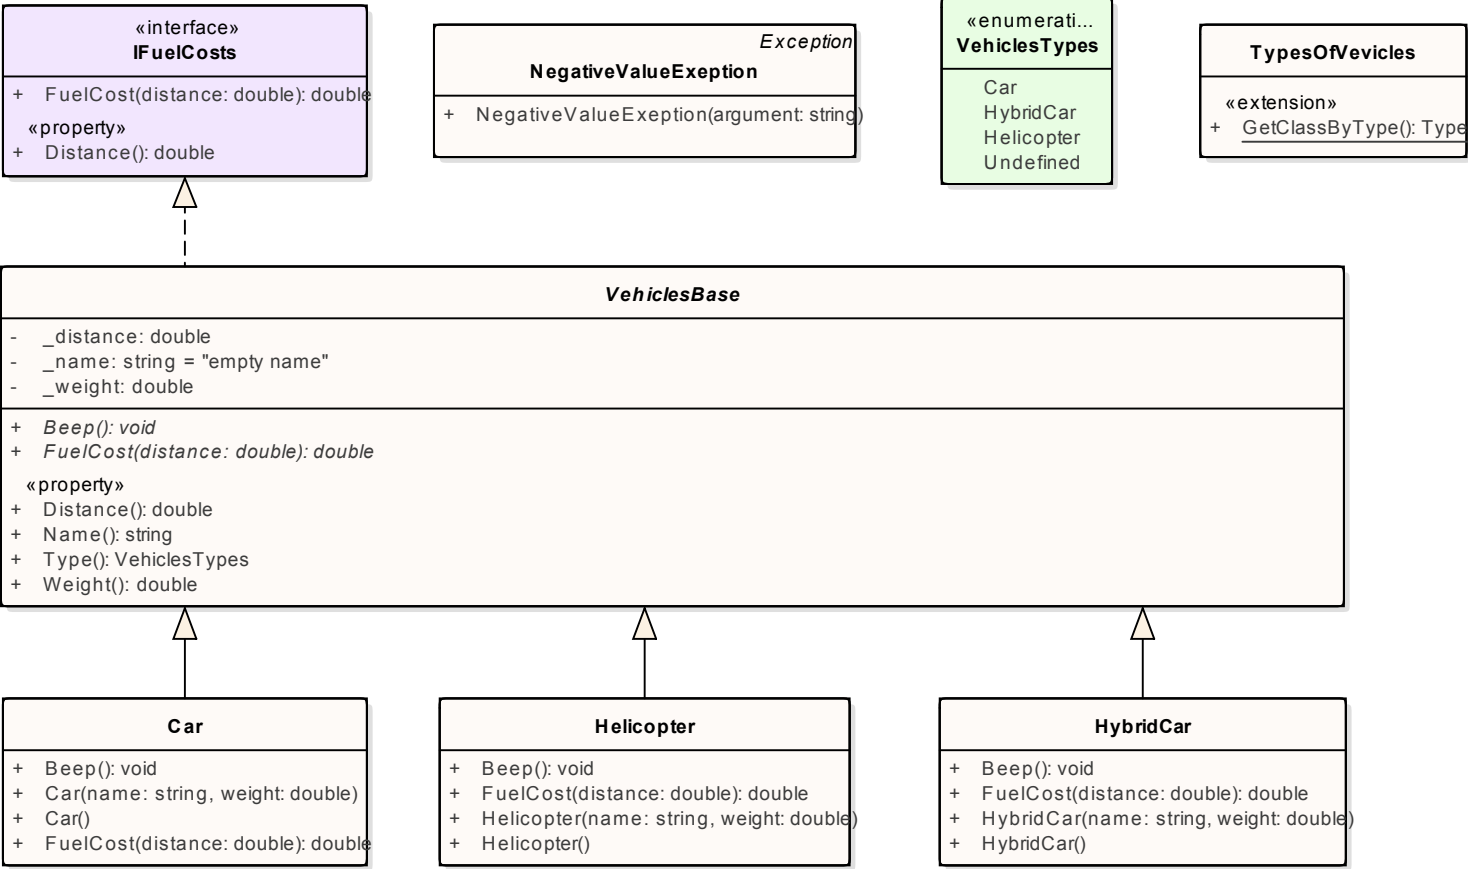 «interface»
IFuelCosts
+ FuelCost(distance: double): double
«property»
+ Distance(): double
Exception
NegativeValueExeption
+ NegativeValueExeption(argument: string)
«enumerati...
VehiclesTypes
Car
HybridCar
Helicopter
Undefined
TypesOfVevicles
«extension»
+ GetClassByType(): Type
VehiclesBase
- _distance: double
- _name: string = "empty name"
- _weight: double
+ Beep(): void
+ FuelCost(distance: double): double
«property»
+ Distance(): double
+ Name(): string
+ Type(): VehiclesTypes
+ Weight(): double
Car
+ Beep(): void
+ Car(name: string, weight: double)
+ Car()
+ FuelCost(distance: double): double
Helicopter
+ Beep(): void
+ FuelCost(distance: double): double
+ Helicopter(name: string, weight: double)
+ Helicopter()
HybridCar
+ Beep(): void
+ FuelCost(distance: double): double
+ HybridCar(name: string, weight: double)
+ HybridCar()